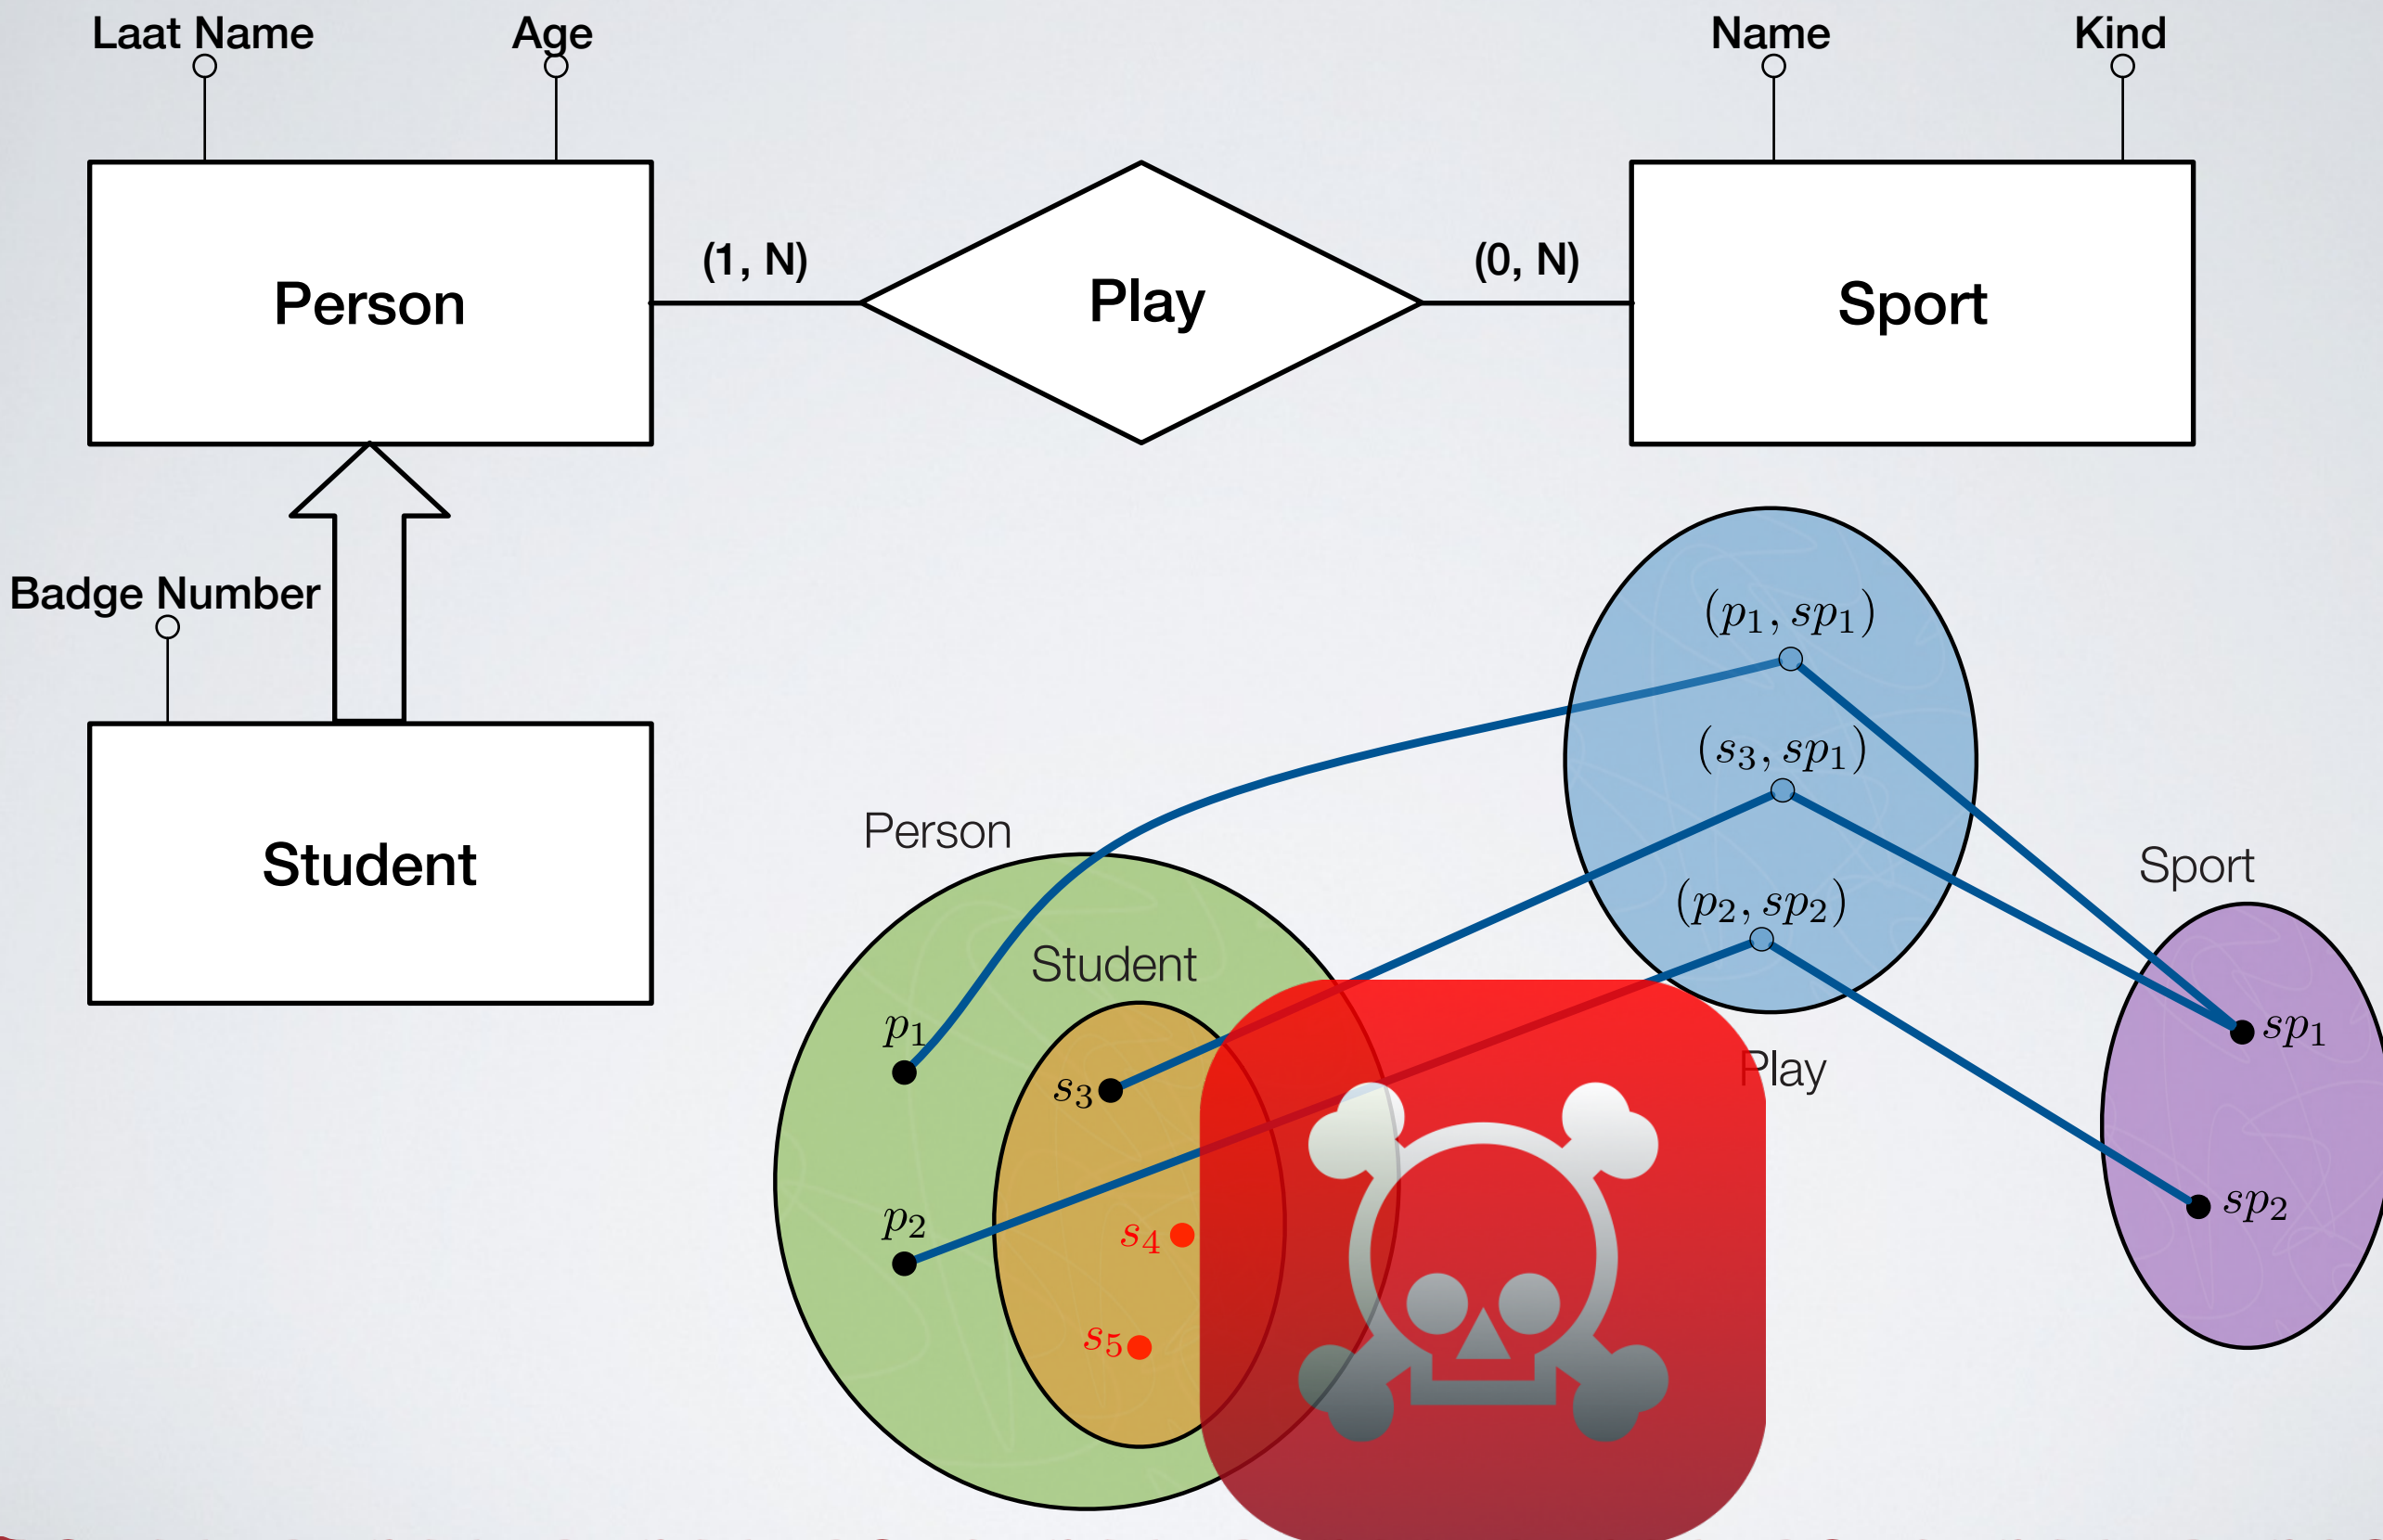 Laat Name
Age
Name
Kind
Person
(1, N)
Play
(0, N)
Sport
Badge Number
Student
(p₁, sp₁)
(s₃, sp₁)
(p₂, sp₂)
Person
Student
Sport
Play
p₁
s₃
sp₁
p₂
s₄
sp₂
s₅